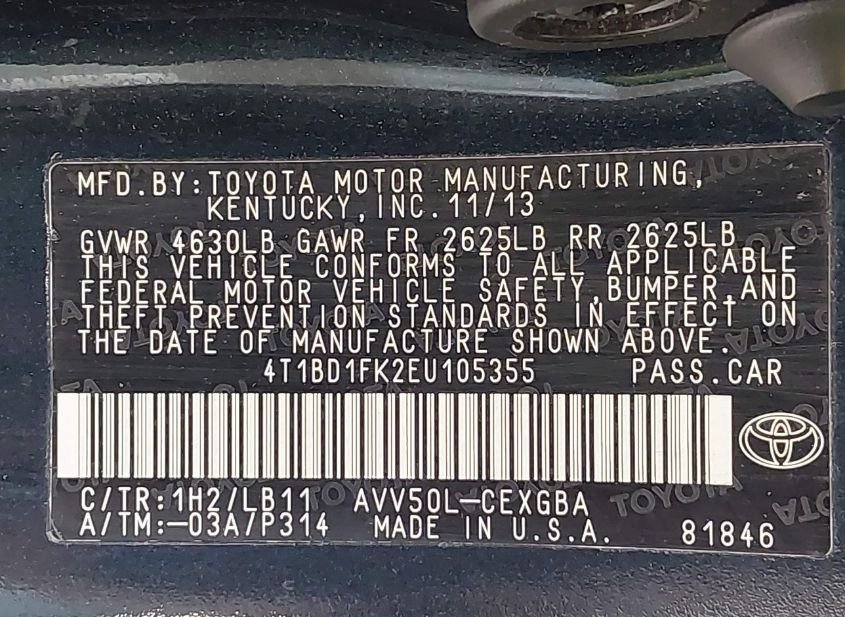 MFD.BY:TOYOTA MOTOR MANUFACTURING,
KENTUCKY,INC.11/13
GVWR 4630LB GAWR FR 2625LB RR 2625LB
THIS VEHICLE CONFORMS TO ALL APPLICABLE
FEDERAL MOTOR VEHICLE SAFETY,BUMPER,AND
THEFT PREVENTION STANDARDS IN EFFECT ON
THE DATE OF MANUFACTURE SHOWN ABOVE.
4T1BD1FK2EU105355 PASS.CAR
C/TR:1H2/LB11 AVV50L-CEXGBA
A/TM:-03A/P314 MADE IN U.S.A. 81846